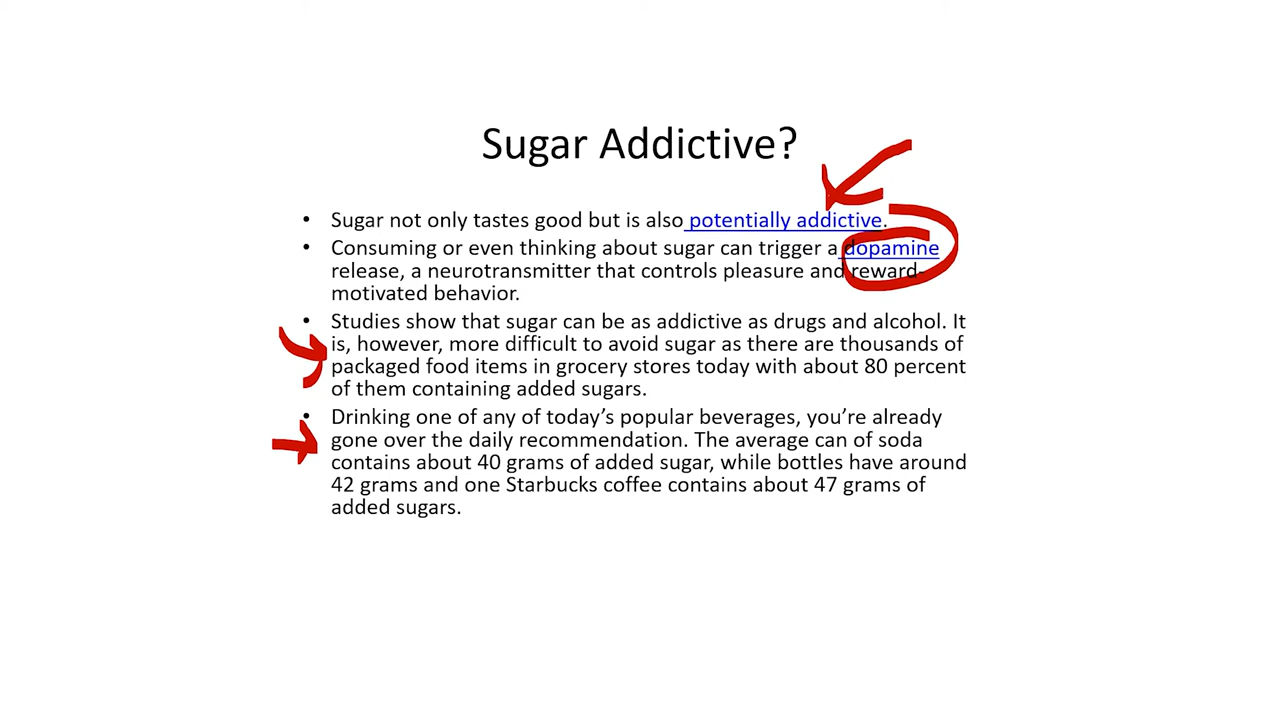 Sugar Addictive?
• Sugar not only tastes good but is also potentially addictive.
• Consuming or even thinking about sugar can trigger a dopamine
release, a neurotransmitter that controls pleasure and reward-
motivated behavior.
• Studies show that sugar can be as addictive as drugs and alcohol. It
is, however, more difficult to avoid sugar as there are thousands of
packaged food items in grocery stores today with about 80 percent
of them containing added sugars.
• Drinking one of any of today’s popular beverages, you’re already
gone over the daily recommendation. The average can of soda
contains about 40 grams of added sugar, while bottles have around
42 grams and one Starbucks coffee contains about 47 grams of
added sugars.